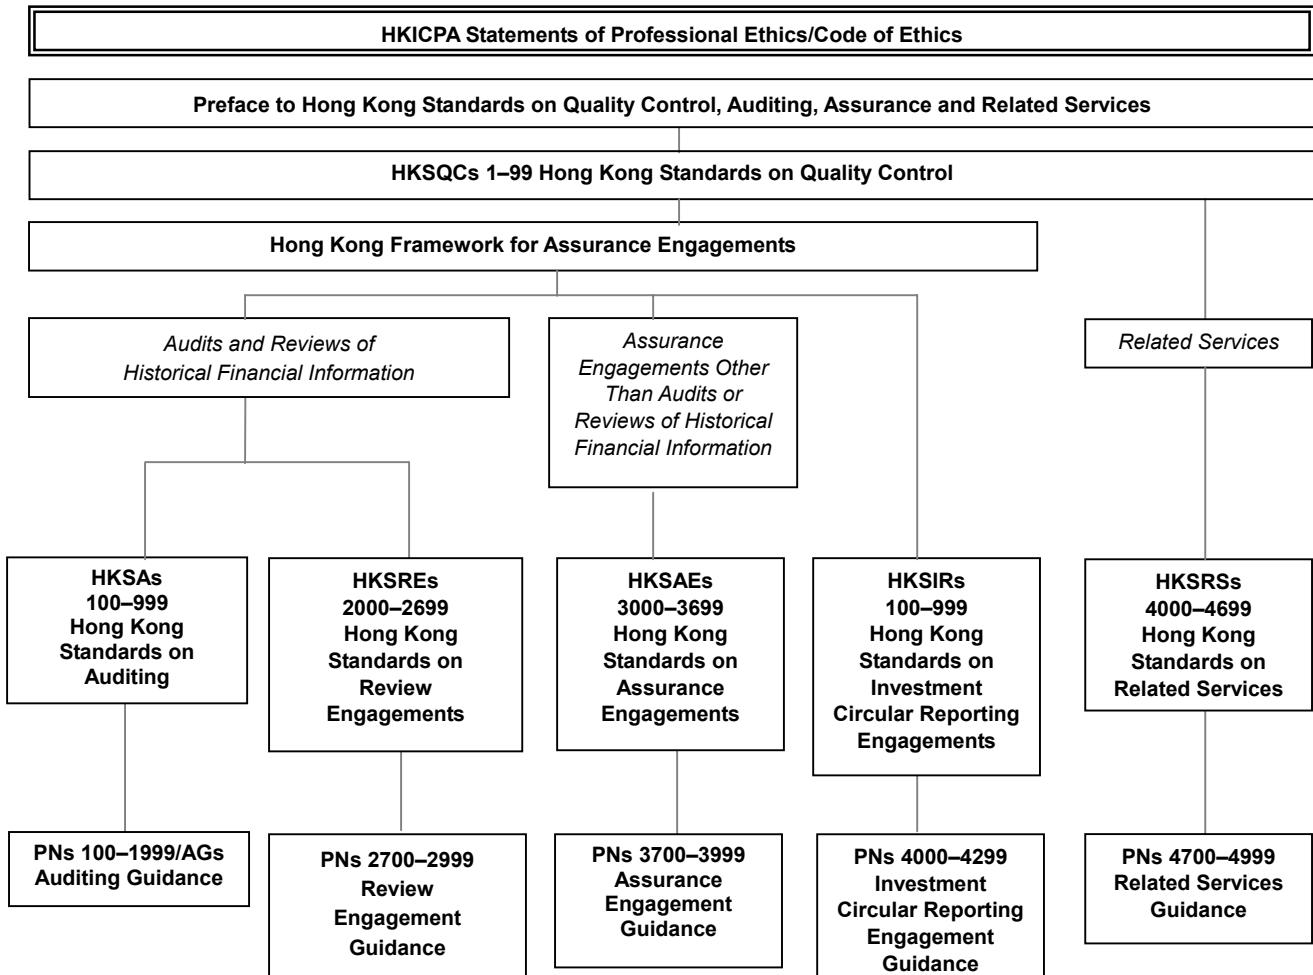 HKICPA Statements of Professional Ethics/Code of Ethics
Preface to Hong Kong Standards on Quality Control, Auditing, Assurance and Related Services
HKSQCs 1–99 Hong Kong Standards on Quality Control
Hong Kong Framework for Assurance Engagements
Audits and Reviews of
Historical Financial Information
Assurance
Engagements Other
Than Audits or
Reviews of Historical
Financial Information
Related Services
HKSAs
100–999
Hong Kong
Standards on
Auditing
HKSREs
2000–2699
Hong Kong
Standards on
Review
Engagements
HKSAEs
3000–3699
Hong Kong
Standards on
Assurance
Engagements
HKSIRs
100–999
Hong Kong
Standards on
Investment
Circular Reporting
Engagements
HKSRSs
4000–4699
Hong Kong
Standards on
Related Services
PNs 100–1999/AGs
Auditing Guidance
PNs 2700–2999
Review
Engagement
Guidance
PNs 3700–3999
Assurance
Engagement
Guidance
PNs 4000–4299
Investment
Circular Reporting
Engagement
Guidance
PNs 4700–4999
Related Services
Guidance